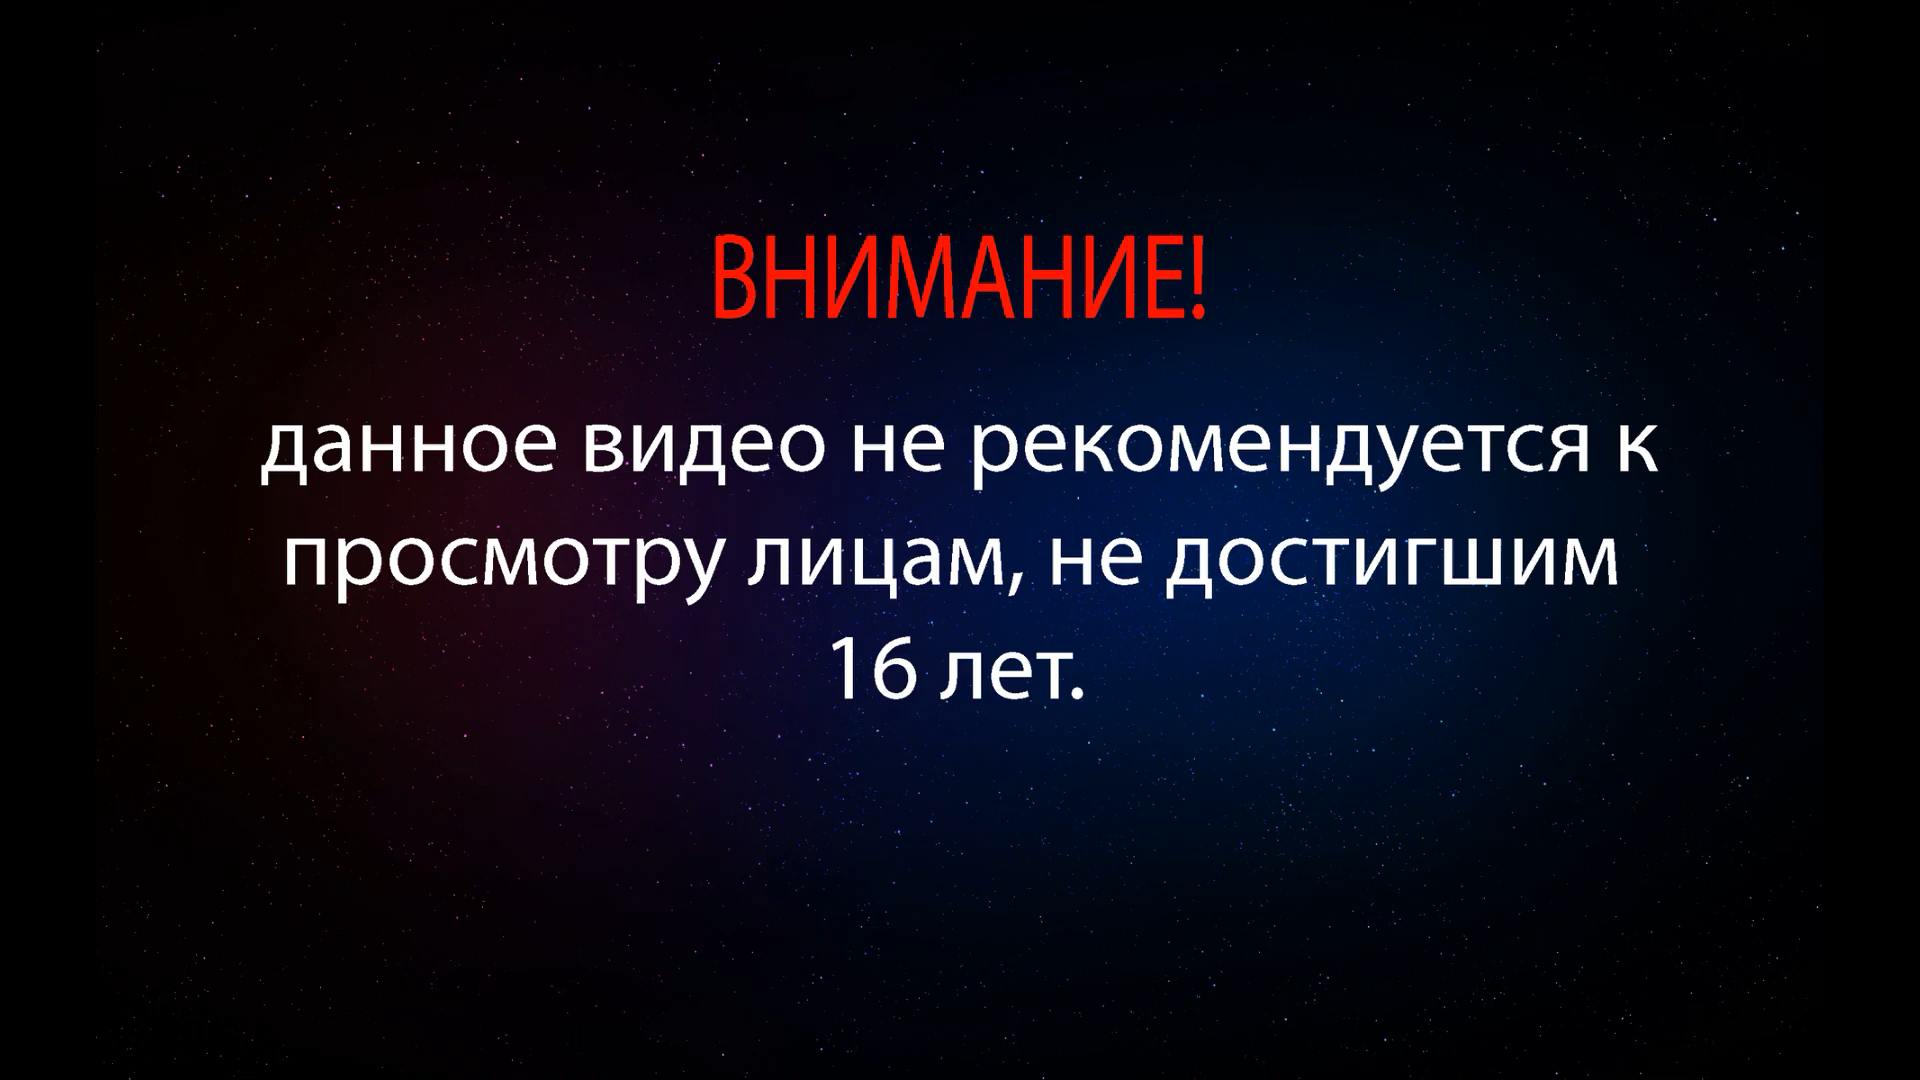 ВНИМАНИЕ!
данное видео не рекомендуется к
просмотру лицам, не достигшим
16 лет.